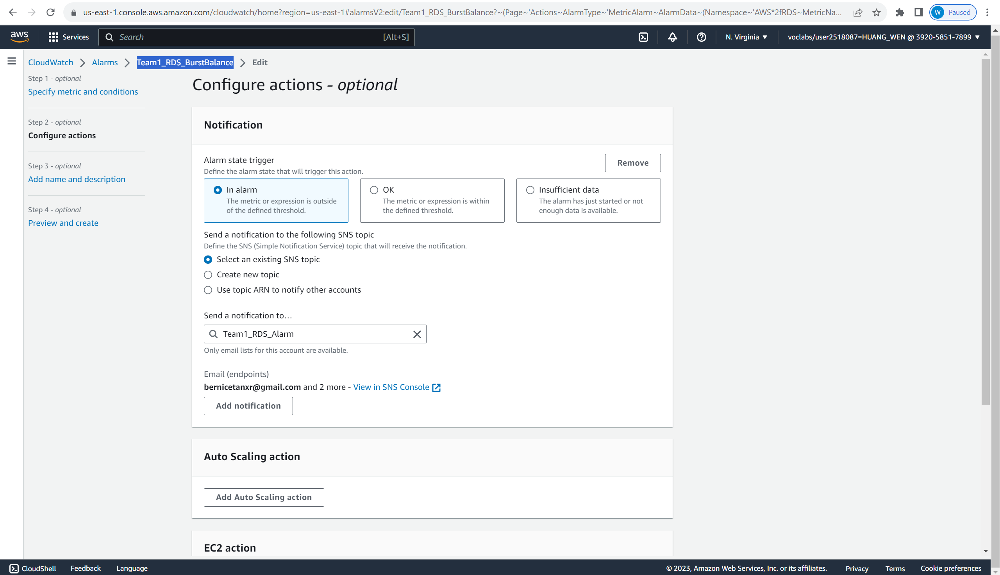 us-east-1.console.aws.amazon.com/cloudwatch/home?region=us-east-1#alarmsV2:edit/Team1_RDS_BurstBalance?~(Page~'Actions~AlarmType~'MetricAlarm~AlarmData~(Namespace~'AWS*2fRDS~MetricNa... W Paused
aws Services Search [Alt+S] N. Virginia voclabs/user2518087=HUANG_WEN @ 3920-5851-7899
CloudWatch Alarms Team1_RDS_BurstBalance Edit
Step 1 - optional
Specify metric and conditions
Step 2 - optional
Configure actions
Step 3 - optional
Add name and description
Step 4 - optional
Preview and create
Configure actions - optional
Notification
Alarm state trigger
Define the alarm state that will trigger this action.
Remove
In alarm
The metric or expression is outside
of the defined threshold.
OK
The metric or expression is within
the defined threshold.
Insufficient data
The alarm has just started or not
enough data is available.
Send a notification to the following SNS topic
Define the SNS (Simple Notification Service) topic that will receive the notification.
Select an existing SNS topic
Create new topic
Use topic ARN to notify other accounts
Send a notification to…
Team1_RDS_Alarm
Only email lists for this account are available.
Email (endpoints)
bernicetanxr@gmail.com and 2 more - View in SNS Console
Add notification
Auto Scaling action
Add Auto Scaling action
EC2 action
CloudShell Feedback Language © 2023, Amazon Web Services, Inc. or its affiliates. Privacy Terms Cookie preferences